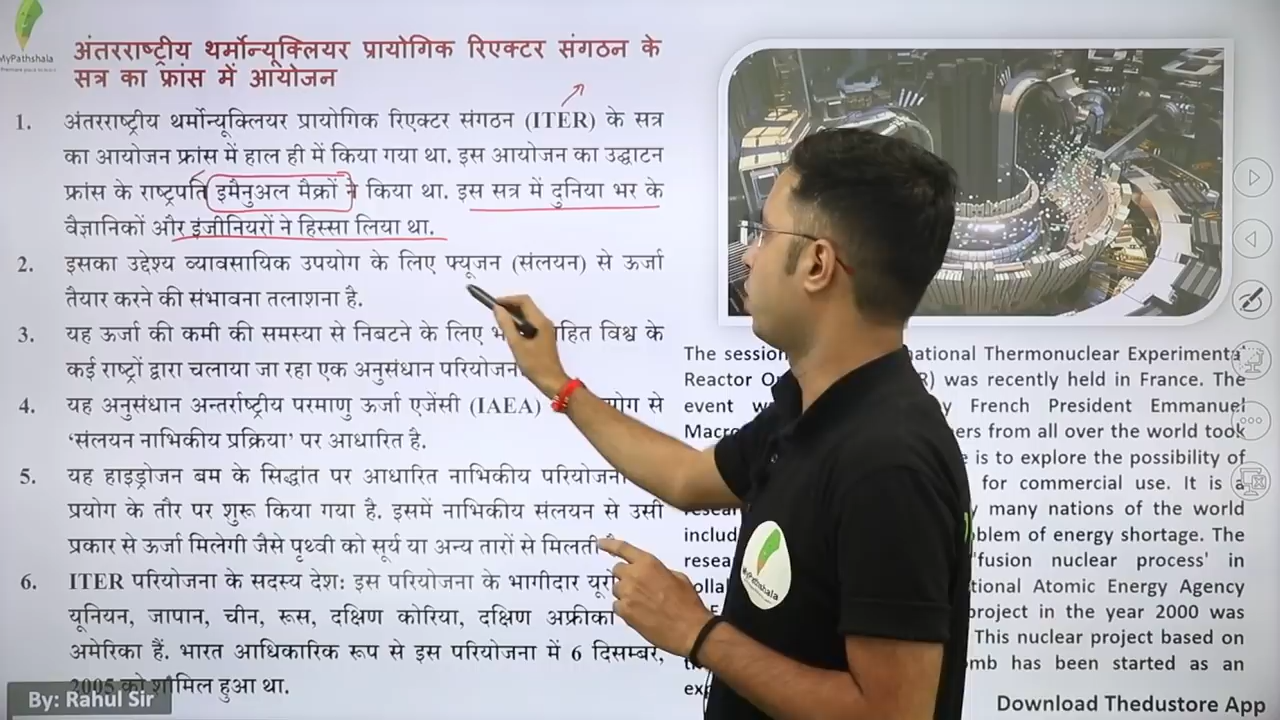 MyPathshala
अंतरराष्ट्रीय थर्मोन्यूक्लियर प्रायोगिक रिएक्टर संगठन के
सत्र का फ्रांस में आयोजन
1. अंतरराष्ट्रीय थर्मोन्यूक्लियर प्रायोगिक रिएक्टर संगठन (ITER) के सत्र
का आयोजन फ्रांस में हाल ही में किया गया था. इस आयोजन का उद्घाटन
फ्रांस के राष्ट्रपति इमैनुअल मैक्रों ने किया था. इस सत्र में दुनिया भर के
वैज्ञानिकों और इंजीनियरों ने हिस्सा लिया था.
2. इसका उद्देश्य व्यावसायिक उपयोग के लिए फ्यूजन (संलयन) से ऊर्जा
तैयार करने की संभावना तलाशना है.
3. यह ऊर्जा की कमी की समस्या से निबटने के लिए विश्व के
कई राष्ट्रों द्वारा चलाया जा रहा एक अनुसंधान
4. यह अनुसंधान अन्तर्राष्ट्रीय परमाणु ऊर्जा एजेंसी (IAEA) से
‘संलयन नाभिकीय प्रक्रिया’ पर आधारित है.
5. यह हाइड्रोजन बम के सिद्धांत पर आधारित नाभिकीय
प्रयोग के तौर पर शुरू किया गया है. इसमें नाभिकीय संलयन से उसी
प्रकार से ऊर्जा मिलेगी जैसे पृथ्वी को सूर्य या अन्य तारों से मिलती
6. ITER परियोजना के सदस्य देश: इस परियोजना के भागीदार
यूनियन, जापान, चीन, रूस, दक्षिण कोरिया, दक्षिण अफ्रीका
अमेरिका हैं. भारत आधिकारिक रूप से इस परियोजना में 6 दिसम्बर,
2005 को शामिल हुआ था.
The session Thermonuclear Experimental
Reactor was recently held in France. The
event French President Emmanuel
from all over the world took
is to explore the possibility of
for commercial use. It is a
many nations of the world
of energy shortage. The
'fusion nuclear process' in
Atomic Energy Agency
project in the year 2000 was
This nuclear project based on
has been started as an
MyPathshala
By: Rahul Sir
Download Thedustore App